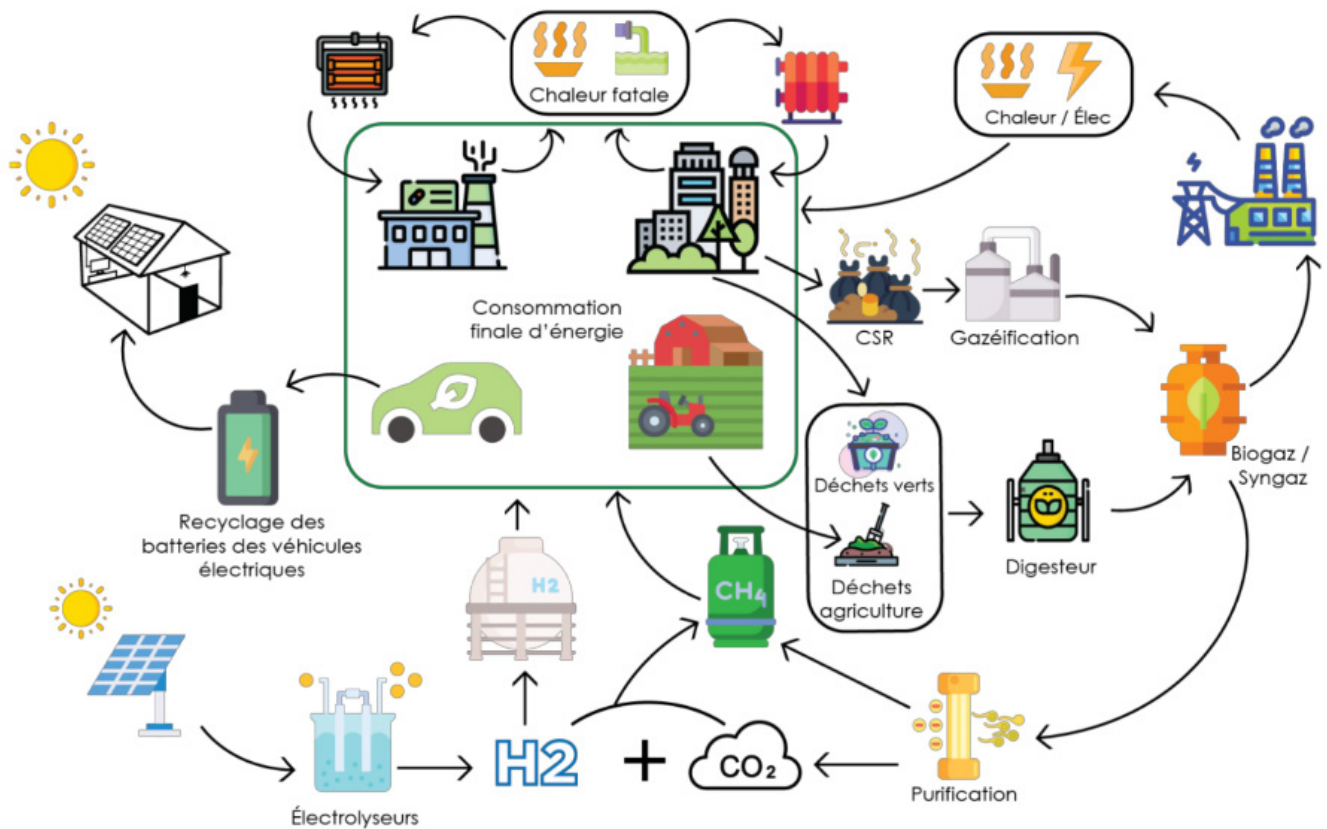 Chaleur fatale
Chaleur / Élec
Consommation
finale d'énergie
CSR
Gazéification
Biogaz /
Syngaz
Déchets verts
Déchets
agriculture
Digesteur
Recyclage des
batteries des véhicules
électriques
H2
CH4
H2
+
CO2
Purification
Électrolyseurs